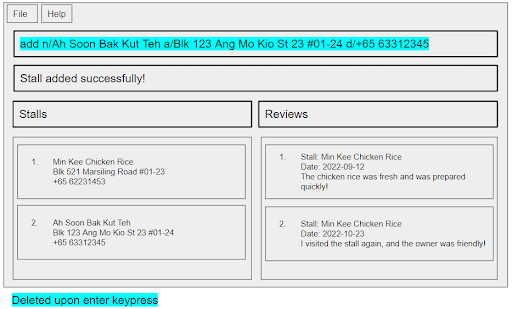 File Help
add n/Ah Soon Bak Kut Teh a/Blk 123 Ang Mo Kio St 23 #01-24 d/+65 63312345
Stall added successfully!
Stalls
Reviews
1. Min Kee Chicken Rice
Blk 521 Marsiling Road #01-23
+65 62231453
2. Ah Soon Bak Kut Teh
Blk 123 Ang Mo Kio St 23 #01-24
+65 63312345
1. Stall: Min Kee Chicken Rice
Date: 2022-09-12
The chicken rice was fresh and was prepared
quickly!
2. Stall: Min Kee Chicken Rice
Date: 2022-10-23
I visited the stall again, and the owner was friendly!
Deleted upon enter keypress